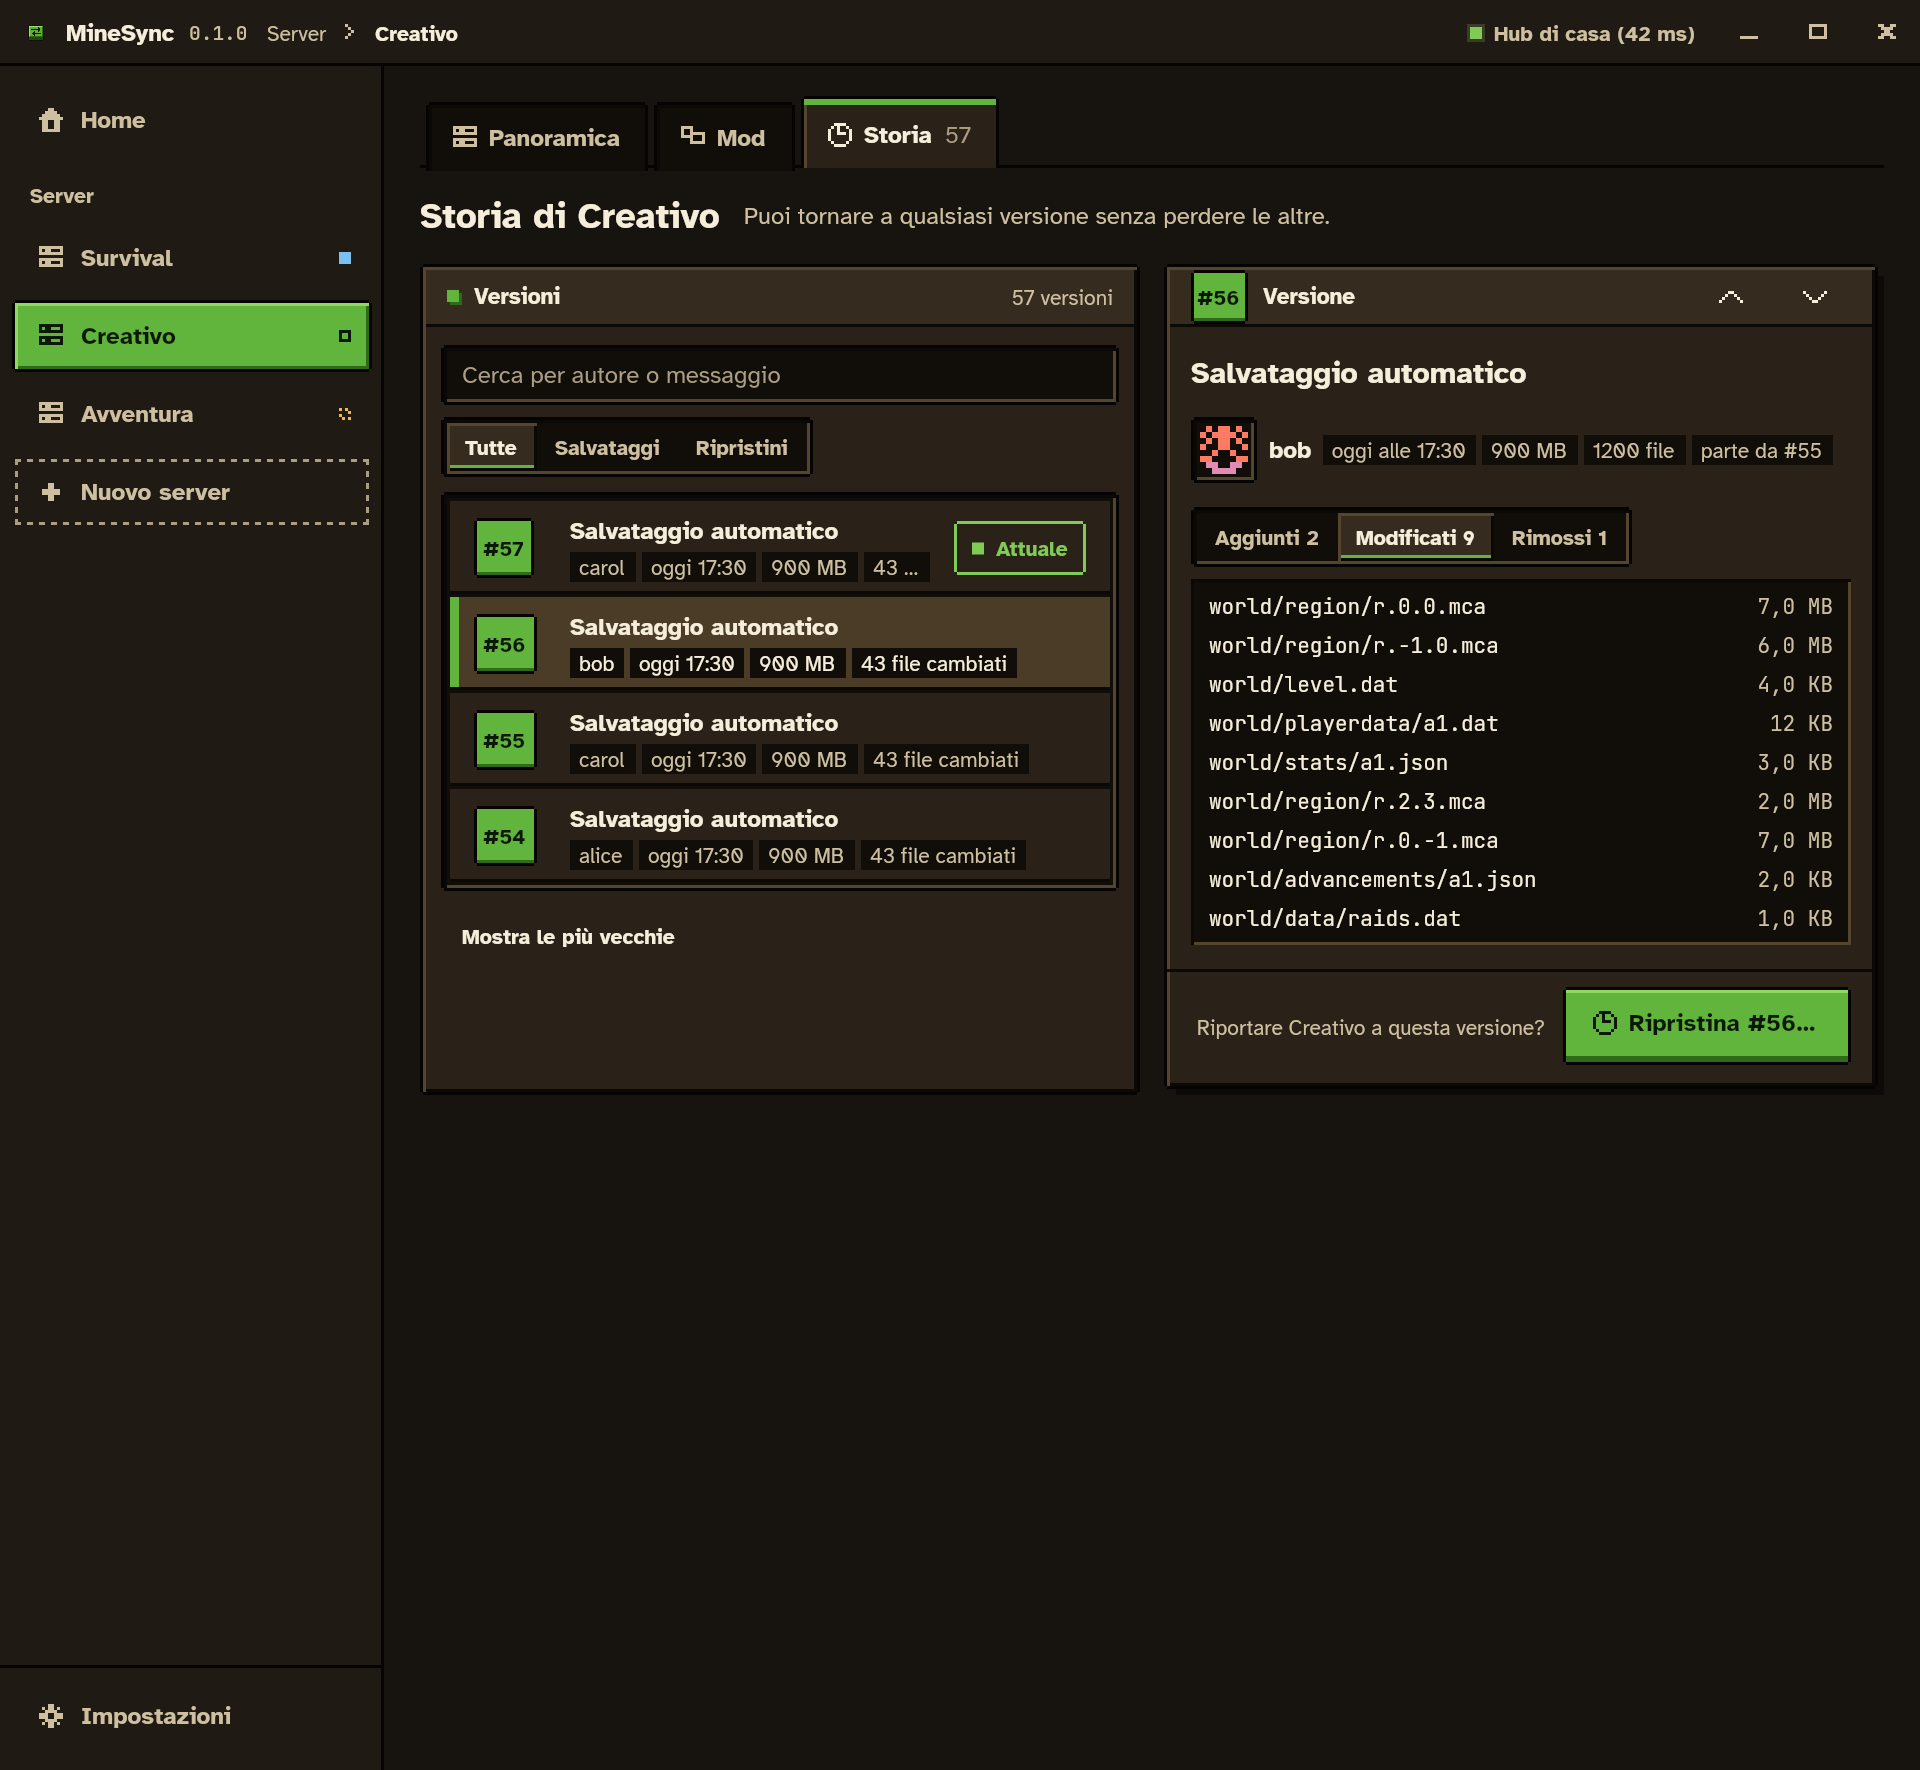 MineSync 0.1.0 Server Creativo
Hub di casa (42 ms)
Home
Server
Survival
Creativo
Avventura
Nuovo server
Impostazioni
Panoramica
Mod
Storia 57
Storia di Creativo
Puoi tornare a qualsiasi versione senza perdere le altre.
Versioni
57 versioni
Cerca per autore o messaggio
Tutte Salvataggi Ripristini
#57
Salvataggio automatico
carol oggi 17:30 900 MB 43 ...
Attuale
#56
Salvataggio automatico
bob oggi 17:30 900 MB 43 file cambiati
#55
Salvataggio automatico
carol oggi 17:30 900 MB 43 file cambiati
#54
Salvataggio automatico
alice oggi 17:30 900 MB 43 file cambiati
Mostra le più vecchie
#56 Versione
Salvataggio automatico
bob oggi alle 17:30 900 MB 1200 file parte da #55
Aggiunti 2 Modificati 9 Rimossi 1
world/region/r.0.0.mca 7,0 MB
world/region/r.-1.0.mca 6,0 MB
world/level.dat 4,0 KB
world/playerdata/a1.dat 12 KB
world/stats/a1.json 3,0 KB
world/region/r.2.3.mca 2,0 MB
world/region/r.0.-1.mca 7,0 MB
world/advancements/a1.json 2,0 KB
world/data/raids.dat 1,0 KB
Riportare Creativo a questa versione?
Ripristina #56...